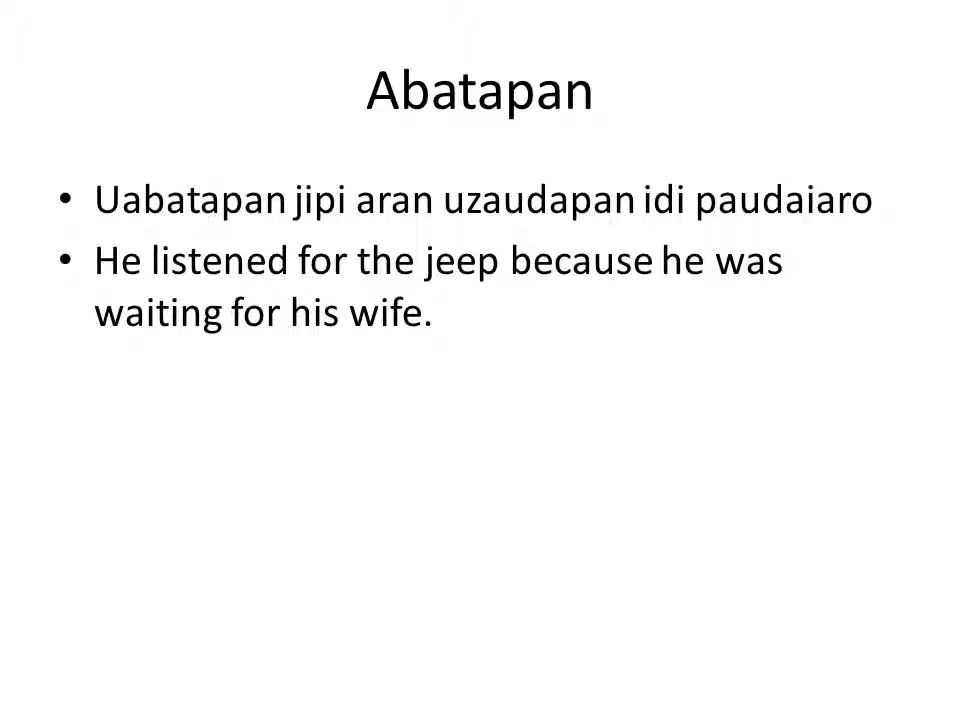 Abatapan
• Uabatapan jipi aran uzaudapan idi paudaiaro
• He listened for the jeep because he was
waiting for his wife.